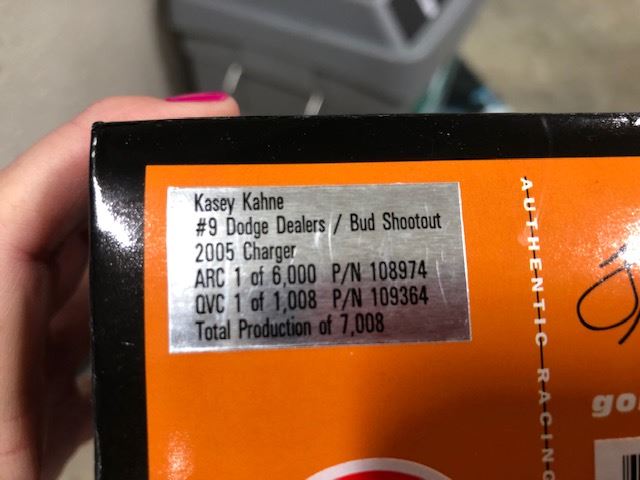 Kasey Kahne
#9 Dodge Dealers / Bud Shootout
2005 Charger
ARC 1 of 6,000 P/N 108974
QVC 1 of 1,008 P/N 109364
Total Production of 7,008
AUTHENTIC RACING